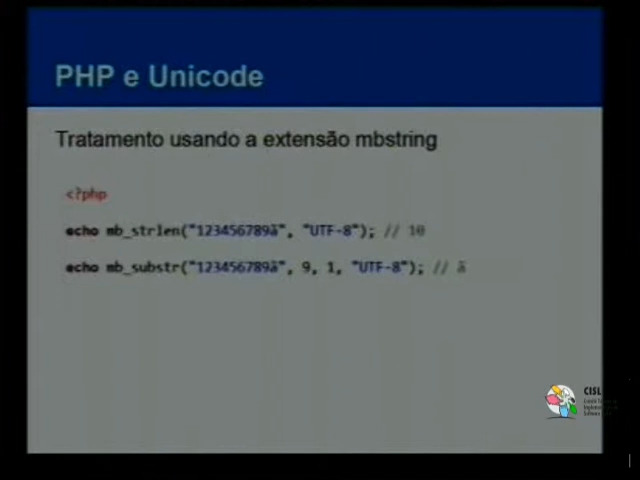 PHP e Unicode
Tratamento usando a extensão mbstring
<?php
echo mb_strlen("123456789ã", "UTF-8"); // 10
echo mb_substr("123456789ã", 9, 1, "UTF-8"); // ã
CISL